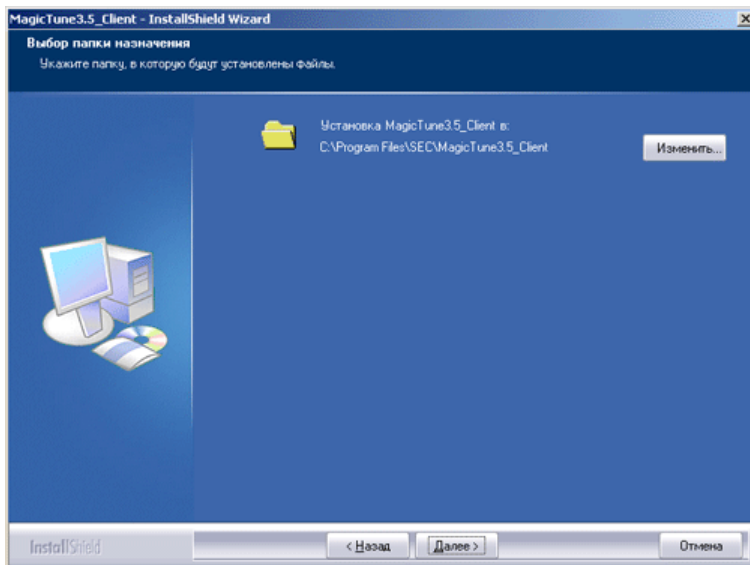 MagicTune3.5_Client - InstallShield Wizard
Выбор папки назначения
Укажите папку, в которую будут установлены файлы.
Установка MagicTune3.5_Client в:
C:\Program Files\SEC\MagicTune3.5_Client
Изменить...
InstallShield
< Назад
Далее >
Отмена